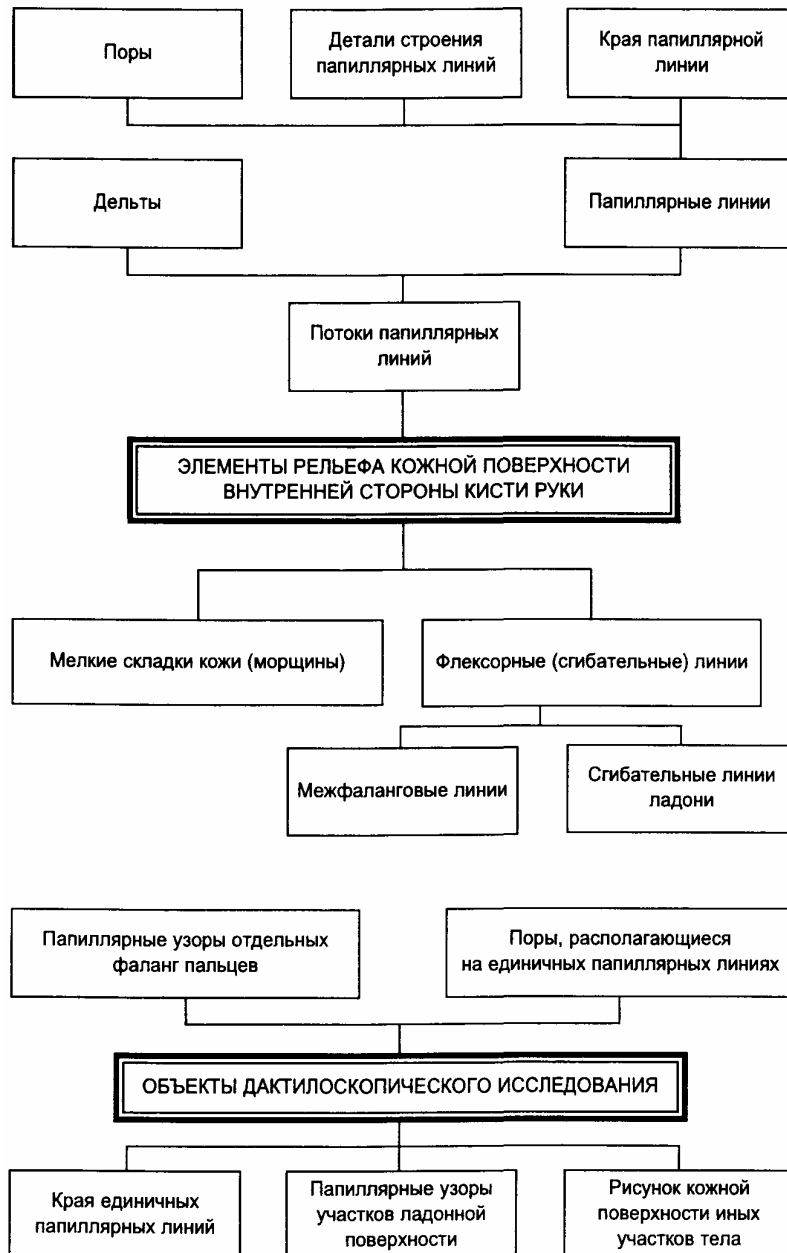 Поры
Детали строения
папиллярных линий
Края папиллярной
линии
Дельты
Папиллярные линии
Потоки папиллярных
линий
ЭЛЕМЕНТЫ РЕЛЬЕФА КОЖНОЙ ПОВЕРХНОСТИ
ВНУТРЕННЕЙ СТОРОНЫ КИСТИ РУКИ
Мелкие складки кожи (морщины)
Флексорные (сгибательные) линии
Межфаланговые линии
Сгибательные линии
ладони
Папиллярные узоры отдельных
фаланг пальцев
Поры, располагающиеся
на единичных папиллярных линиях
ОБЪЕКТЫ ДАКТИЛОСКОПИЧЕСКОГО ИССЛЕДОВАНИЯ
Края единичных
папиллярных линий
Папиллярные узоры
участков ладонной
поверхности
Рисунок кожной
поверхности иных
участков тела